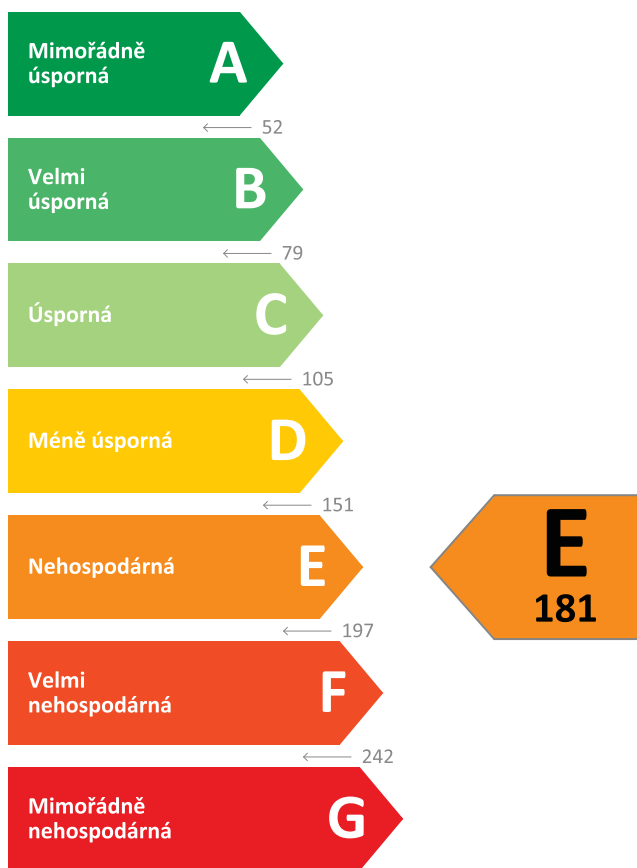 Mimořádně
úsporná
A
52
Velmi
úsporná
B
79
Úsporná
C
105
Méně úsporná
D
151
Nehospodárná
E
197
Velmi
nehospodárná
F
242
Mimořádně
nehospodárná
G
E
181